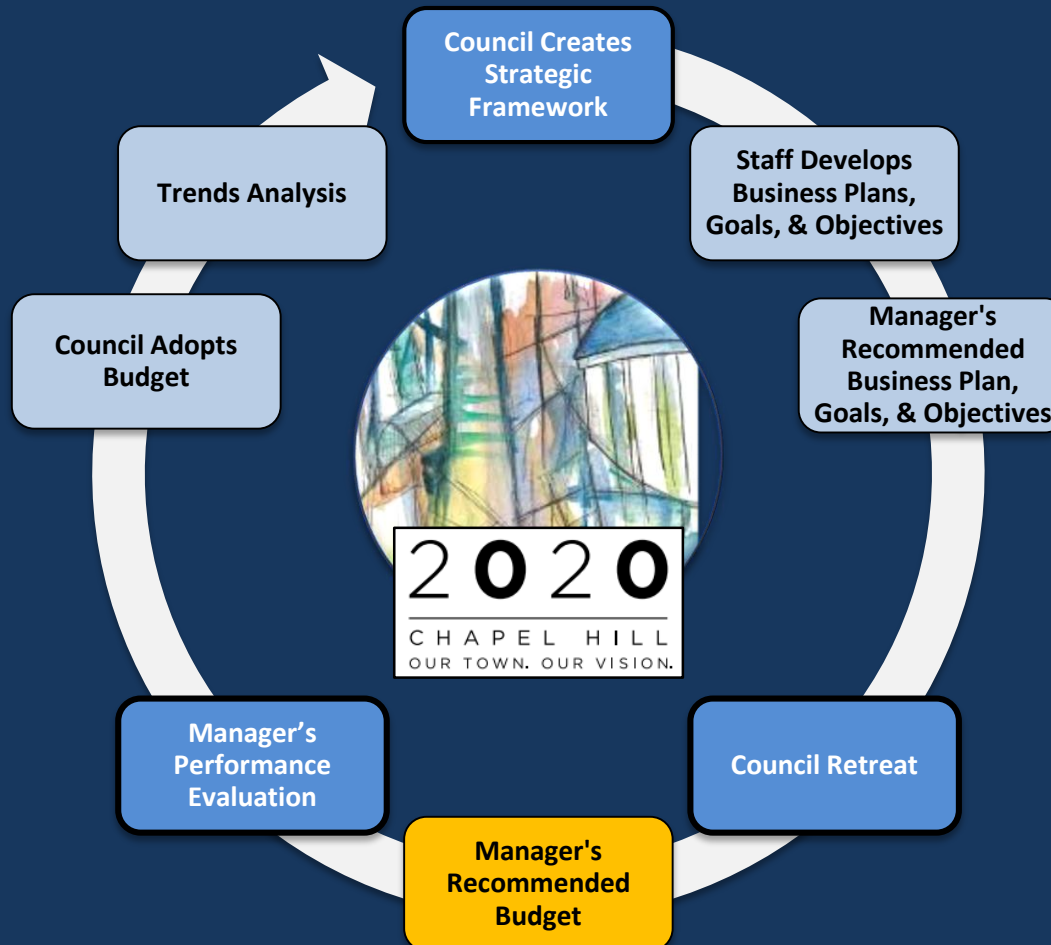 Council Creates
Strategic
Framework
Staff Develops
Business Plans,
Goals, & Objectives
Manager's
Recommended
Business Plan,
Goals, & Objectives
Council Retreat
Manager's
Recommended
Budget
Manager’s
Performance
Evaluation
Council Adopts
Budget
Trends Analysis
2020
CHAPEL HILL
OUR TOWN. OUR VISION.